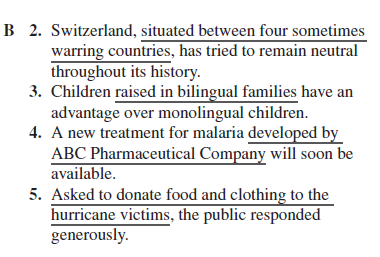 B 2. Switzerland, situated between four sometimes
warring countries, has tried to remain neutral
throughout its history.
3. Children raised in bilingual families have an
advantage over monolingual children.
4. A new treatment for malaria developed by
ABC Pharmaceutical Company will soon be
available.
5. Asked to donate food and clothing to the
hurricane victims, the public responded
generously.